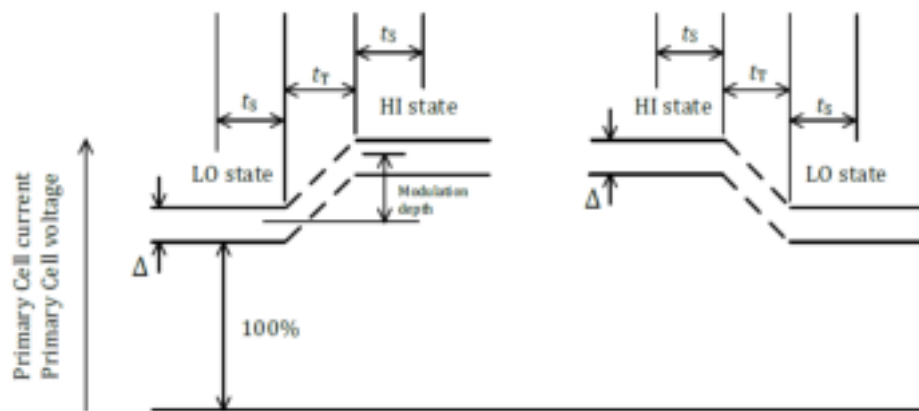 tS
tS
tT
tT
tS
HI state
HI state
tS
LO state
LO state
Modulation
depth
Δ
Δ
100%
Primary Cell current
Primary Cell voltage